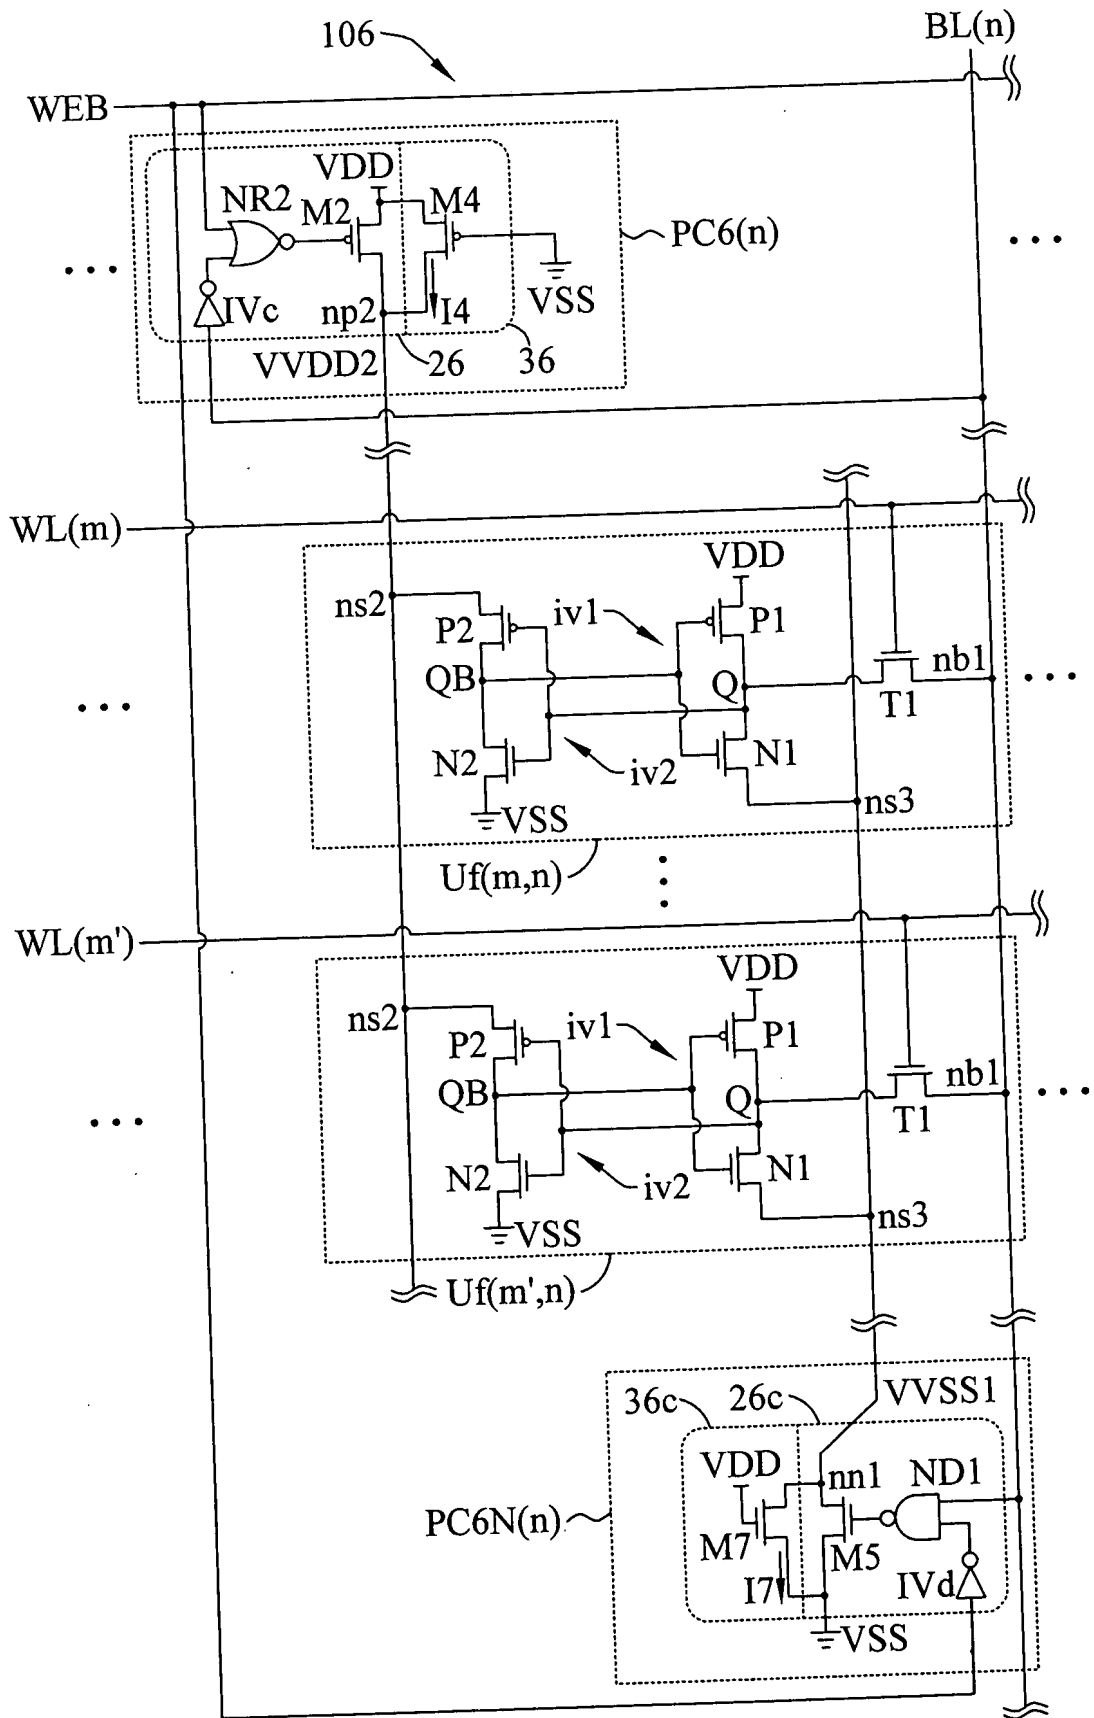 106
BL(n)
WEB
VDD
NR2
M2
M4
PC6(n)
...
...
IVc
np2
I4
VSS
VVDD2
26
36
WL(m)
VDD
ns2
P2
iv1
P1
QB
Q
nb1
...
...
T1
N2
iv2
N1
VSS
ns3
Uf(m,n)
WL(m')
VDD
ns2
P2
iv1
P1
QB
Q
nb1
...
...
T1
N2
iv2
N1
VSS
ns3
Uf(m',n)
36c
26c
VVSS1
VDD
nn1
ND1
PC6N(n)
M7
M5
I7
IVd
VSS